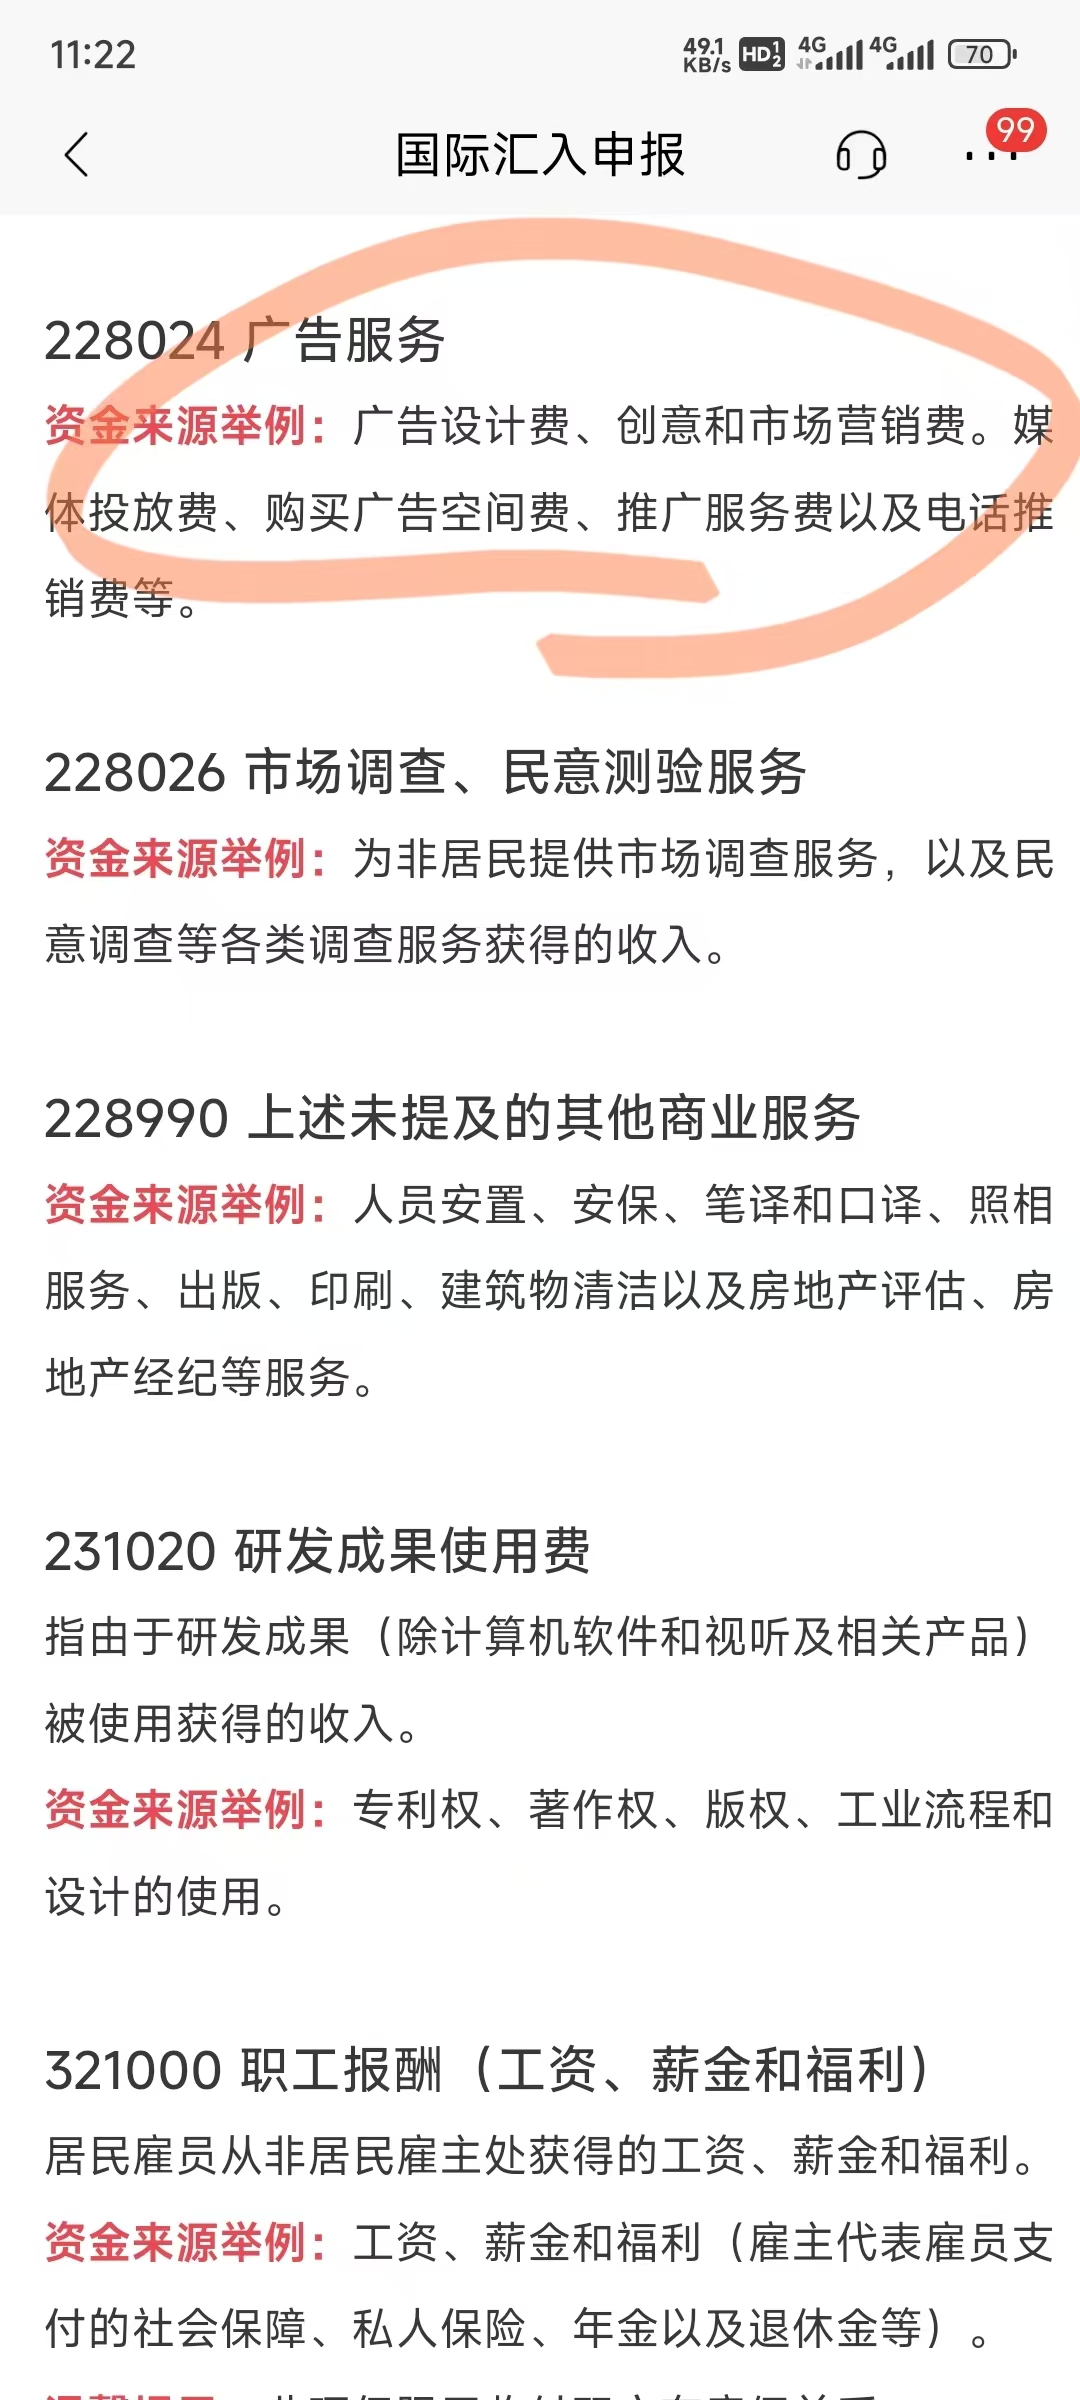 11:22
49.1 KB/s HD 1 2 4G 4G 70
国际汇入申报
99
228024 广告服务
资金来源举例：广告设计费、创意和市场营销费。媒
体投放费、购买广告空间费、推广服务费以及电话推
销费等。
228026 市场调查、民意测验服务
资金来源举例：为非居民提供市场调查服务，以及民
意调查等各类调查服务获得的收入。
228990 上述未提及的其他商业服务
资金来源举例：人员安置、安保、笔译和口译、照相
服务、出版、印刷、建筑物清洁以及房地产评估、房
地产经纪等服务。
231020 研发成果使用费
指由于研发成果（除计算机软件和视听及相关产品）
被使用获得的收入。
资金来源举例：专利权、著作权、版权、工业流程和
设计的使用。
321000 职工报酬（工资、薪金和福利）
居民雇员从非居民雇主处获得的工资、薪金和福利。
资金来源举例：工资、薪金和福利（雇主代表雇员支
付的社会保障、私人保险、年金以及退休金等）。